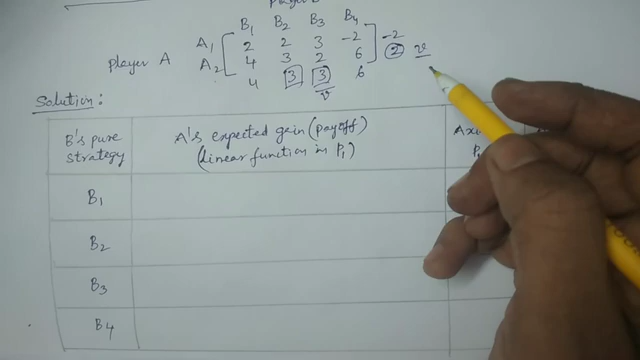 Player B
B1 B2 B3 B4
Player A A1 2 2 3 -2 -2
A2 4 3 2 6 2 v
4 3 3 6
v
Solution:
B's pure strategy
A's expected gain (payoff)
(linear function in P1)
B1
B2
B3
B4